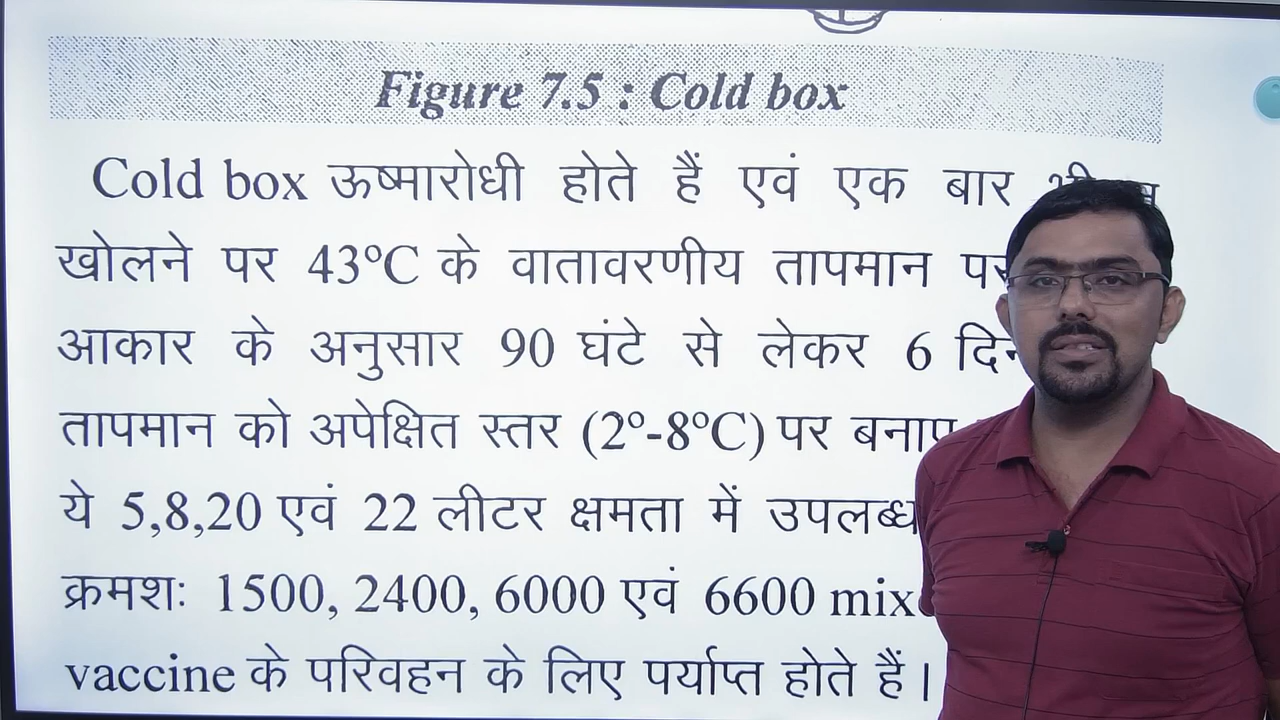 Figure 7.5 : Cold box
Cold box ऊष्मारोधी होते हैं एवं एक बार
खोलने पर 43°C के वातावरणीय तापमान पर
आकार के अनुसार 90 घंटे से लेकर 6
तापमान को अपेक्षित स्तर (2°-8°C) पर
ये 5,8,20 एवं 22 लीटर क्षमता में
क्रमशः 1500, 2400, 6000 एवं 6600
vaccine के परिवहन के लिए पर्याप्त होते हैं।